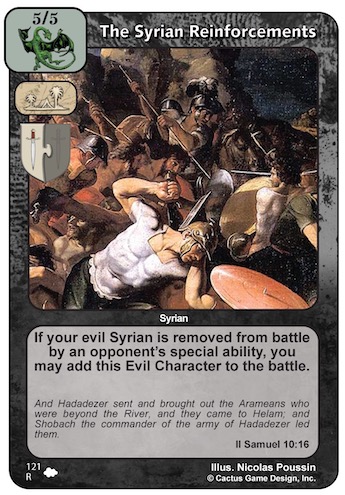 5/5
The Syrian Reinforcements
Syrian
If your evil Syrian is removed from battle
by an opponent's special ability, you
may add this Evil Character to the battle.
And Hadadezer sent and brought out the Arameans who
were beyond the River, and they came to Helam; and
Shobach the commander of the army of Hadadezer led
them.
II Samuel 10:16
121
R
Illus. Nicolas Poussin
© Cactus Game Design, Inc.